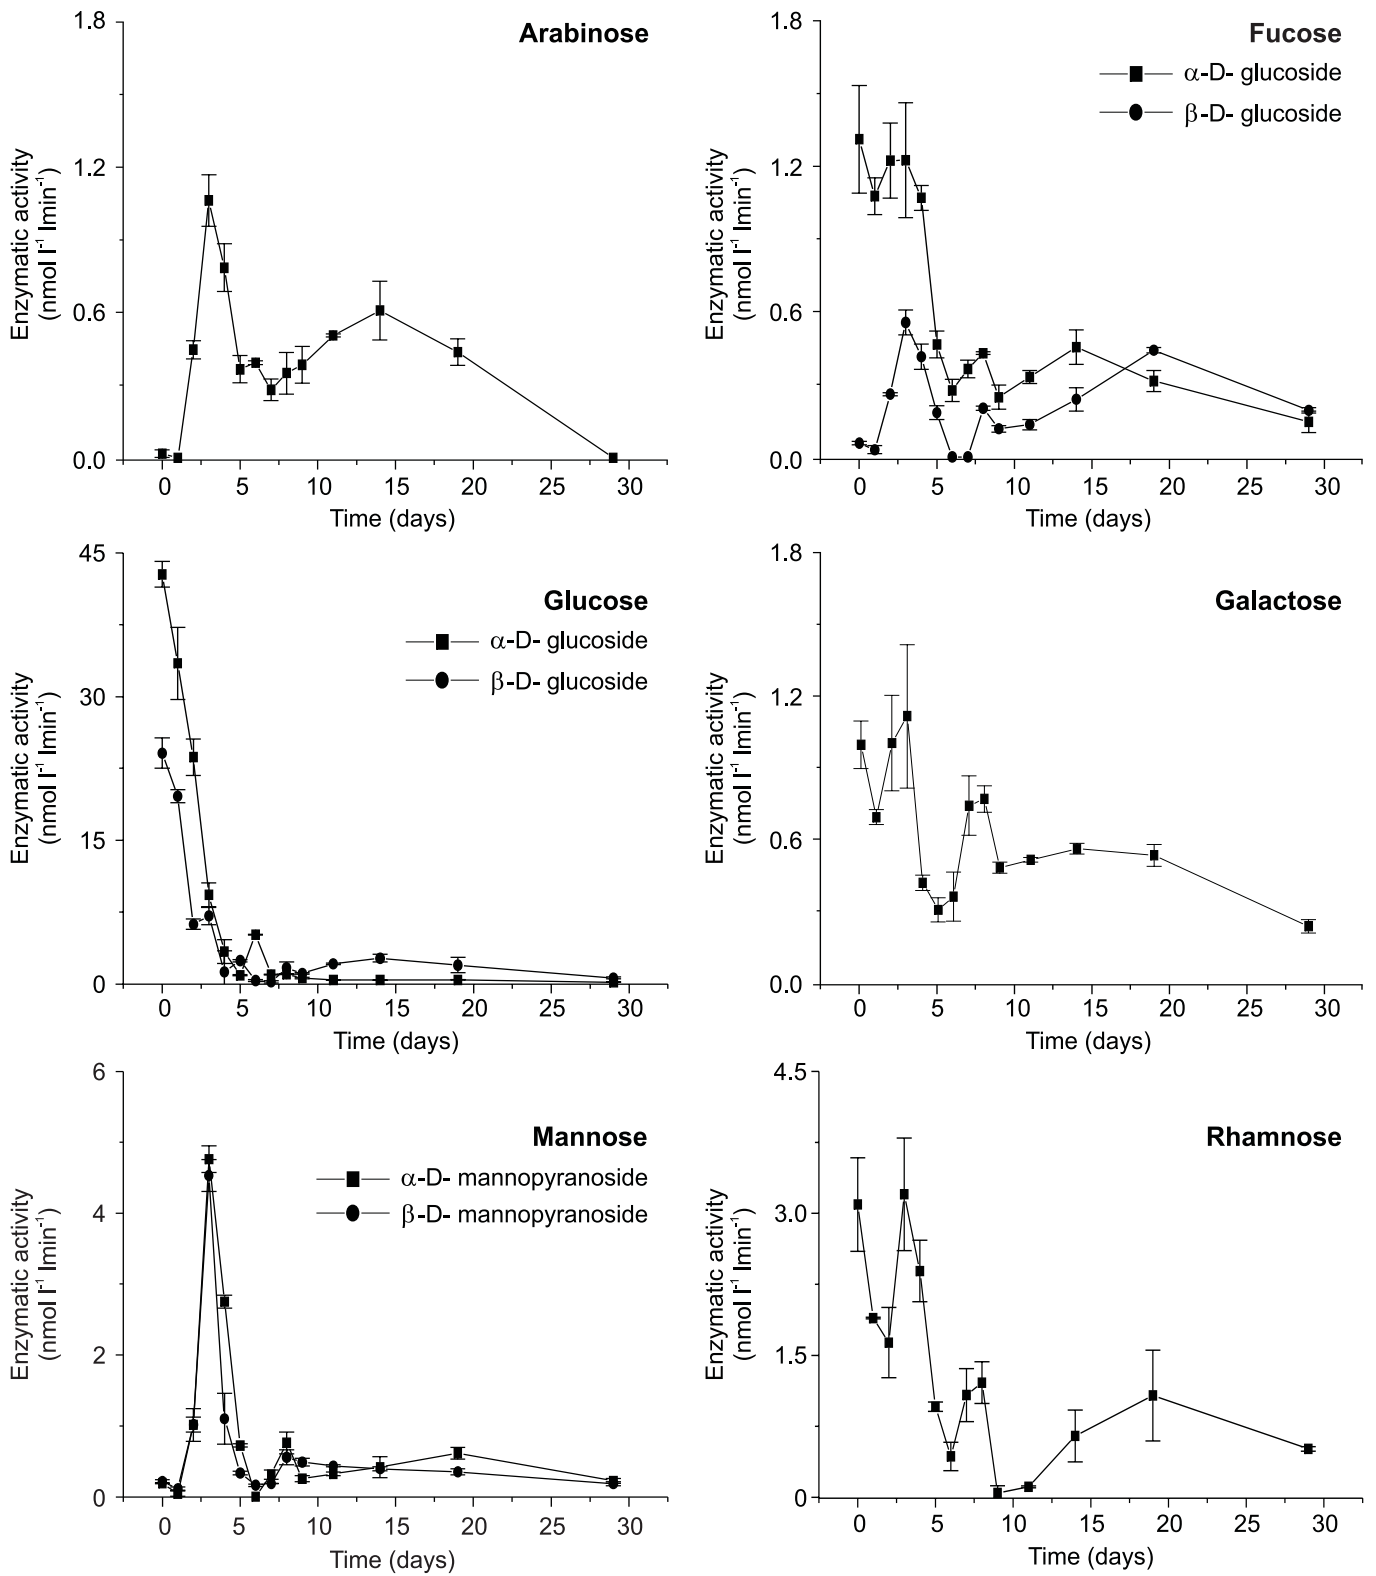 Arabinose
Enzymatic activity
(nmol l⁻¹ lmin⁻¹)
1.8
1.2
0.6
0.0
0 5 10 15 20 25 30
Time (days)
Fucose
α-D- glucoside
β-D- glucoside
Enzymatic activity
(nmol l⁻¹ lmin⁻¹)
1.8
1.2
0.6
0.0
0 5 10 15 20 25 30
Time (days)
Glucose
α-D- glucoside
β-D- glucoside
Enzymatic activity
(nmol l⁻¹ lmin⁻¹)
45
30
15
0
0 5 10 15 20 25 30
Time (days)
Galactose
Enzymatic activity
(nmol l⁻¹ lmin⁻¹)
1.8
1.2
0.6
0.0
0 5 10 15 20 25 30
Time (days)
Mannose
α-D- mannopyranoside
β-D- mannopyranoside
Enzymatic activity
(nmol l⁻¹ lmin⁻¹)
6
4
2
0
0 5 10 15 20 25 30
Time (days)
Rhamnose
Enzymatic activity
(nmol l⁻¹ lmin⁻¹)
4.5
3.0
1.5
0
0 5 10 15 20 25 30
Time (days)